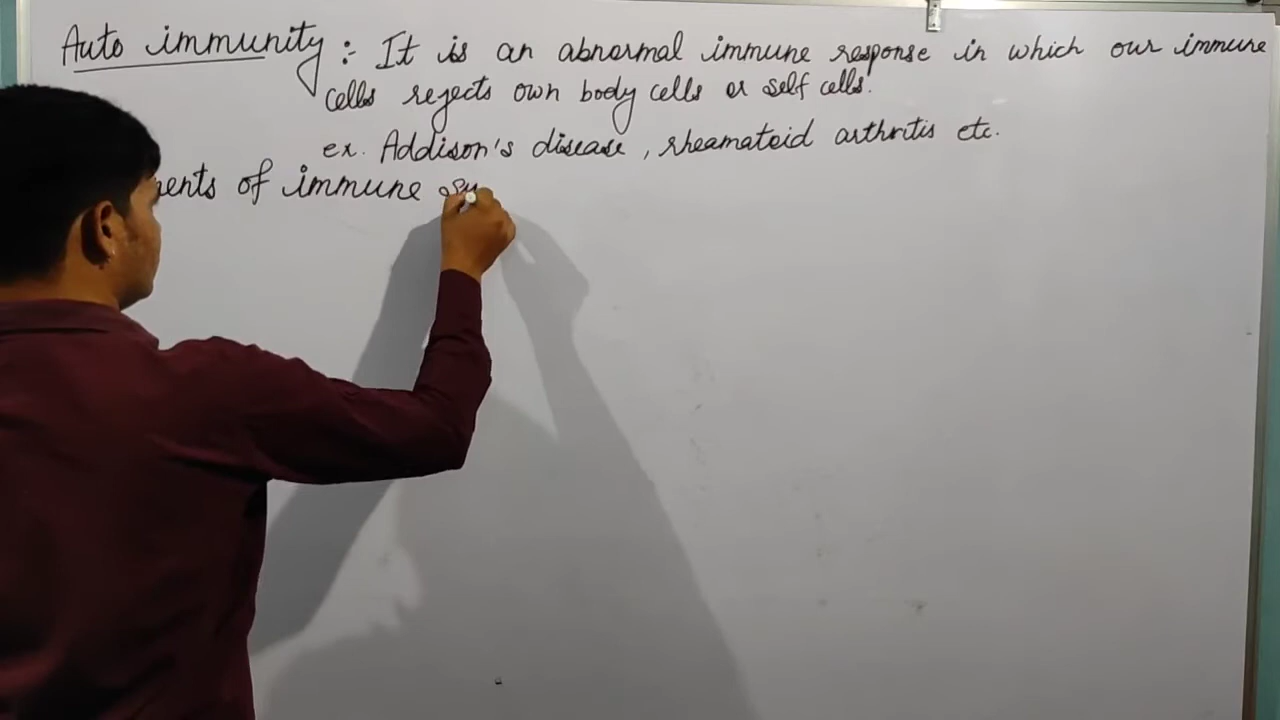 Auto immunity :- It is an abnormal immune response in which our immune
cells rejects own body cells or self cells.
ex. Addison's disease, rheamatoid arthritis etc.
of immune